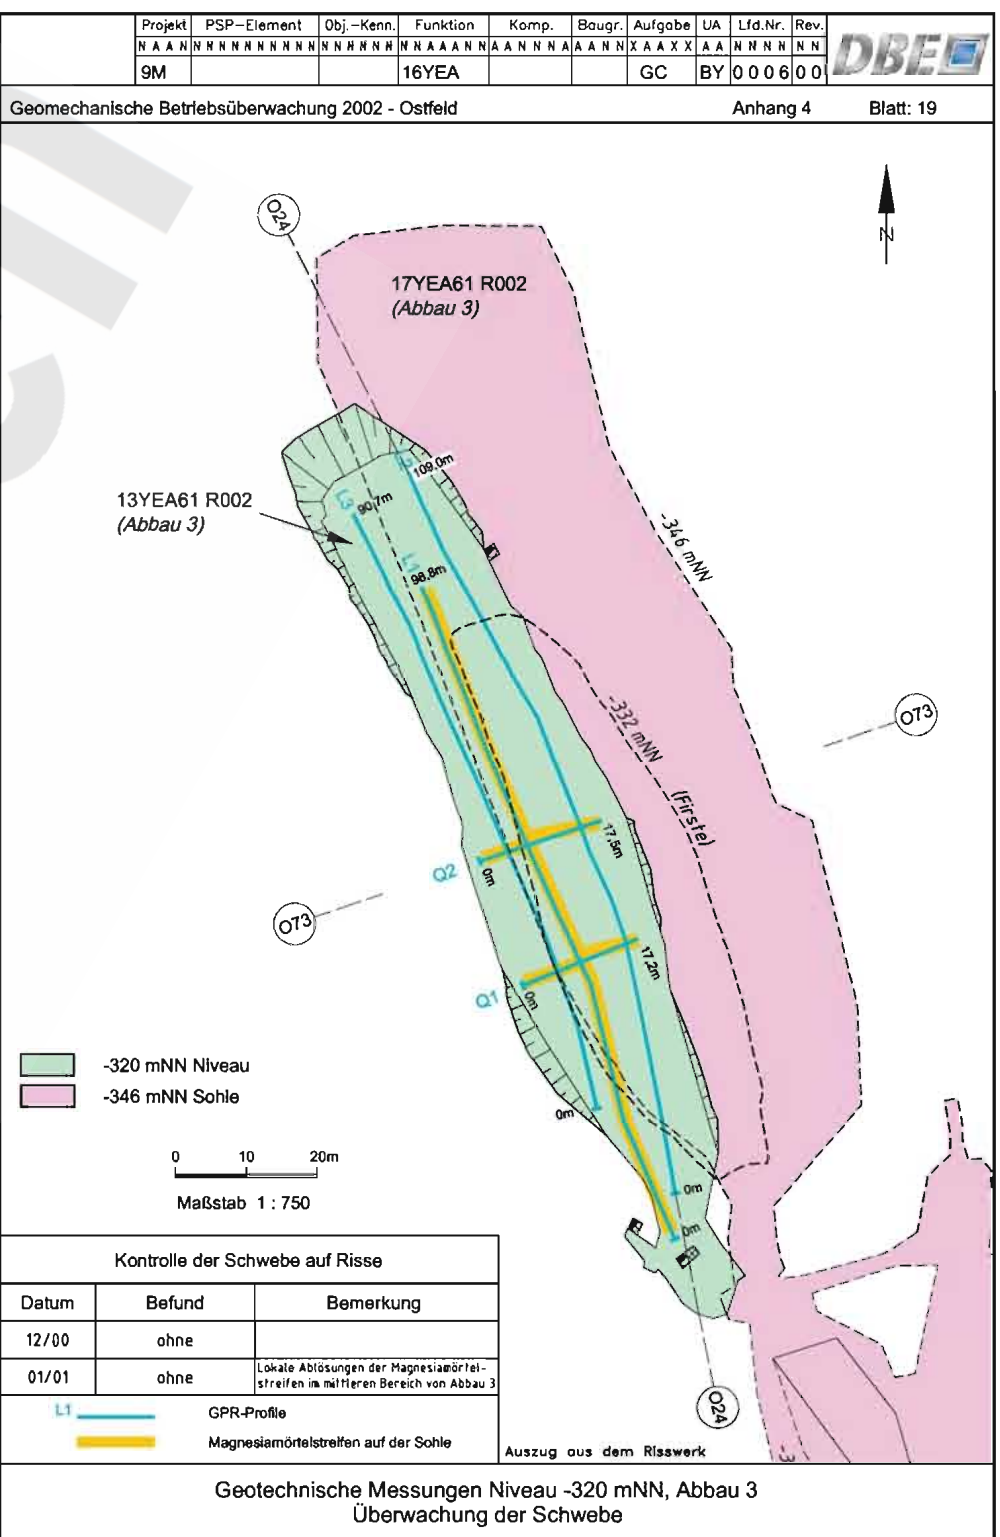 Projekt PSP-Element Obj.-Kenn. Funktion Komp. Baugr. Aufgabe UA Lfd.Nr. Rev.
N A A N N N N N N N N N N N N N N N N N N N A A A N N A A N N N A A A N N X A A X X A A N N N N N N
9M 16YEA GC BY 0 0 0 6 0 0
DBE
Geomechanische Betriebsüberwachung 2002 - Ostfeld Anhang 4 Blatt: 19
O24
N
17YEA61 R002
(Abbau 3)
109,0m
L3
90,7m
13YEA61 R002
(Abbau 3)
-346 mNN
L1
98,8m
-332 mNN
(Firste)
O73
17,5m
Q2
0m
O73
17,2m
Q1
0m
-320 mNN Niveau
-346 mNN Sohle
0m
0 10 20m
Maßstab 1 : 750
0m
0m
Kontrolle der Schwebe auf Risse
Datum Befund Bemerkung
12/00 ohne
01/01 ohne Lokale Ablösungen der Magnesiamörtel-
streifen im mittleren Bereich von Abbau 3
L1 GPR-Profile
Magnesiamörtelstreifen auf der Sohle
Auszug aus dem Risswerk
O24
-3
Geotechnische Messungen Niveau -320 mNN, Abbau 3
Überwachung der Schwebe